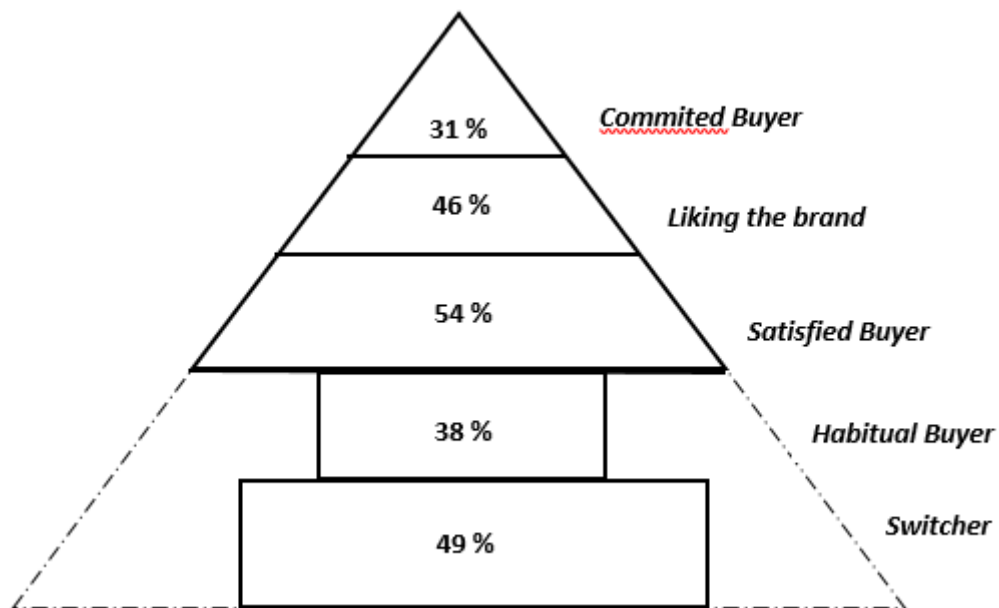 31 %
Commited Buyer
46 %
Liking the brand
54 %
Satisfied Buyer
38 %
Habitual Buyer
49 %
Switcher